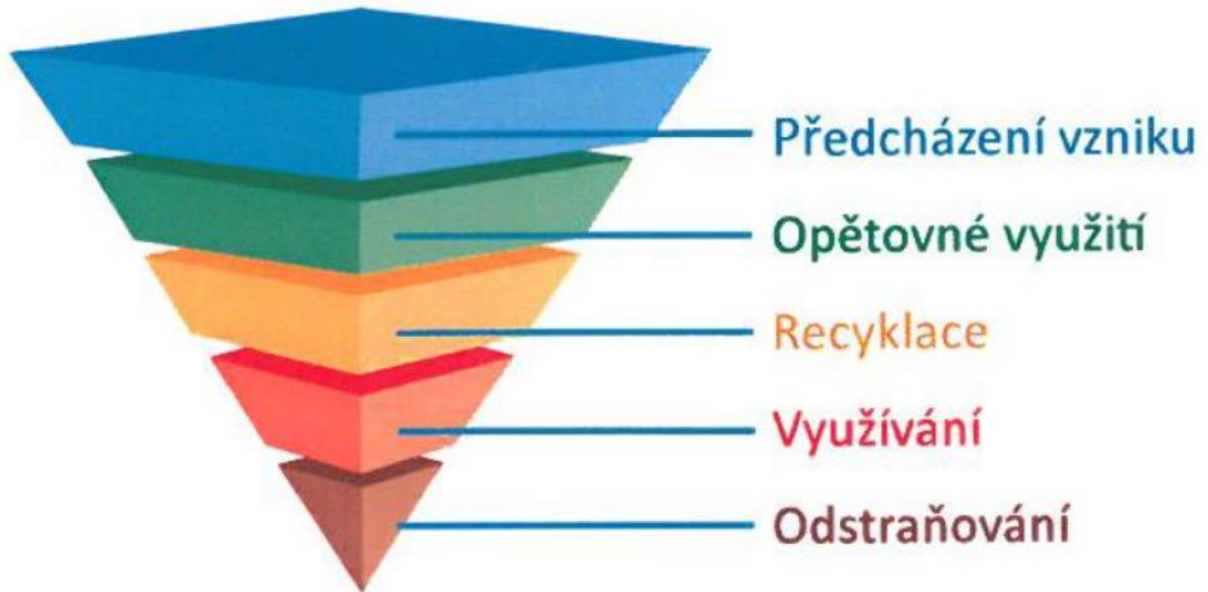 Předcházení vzniku
Opětovné využití
Recyklace
Využívání
Odstraňování